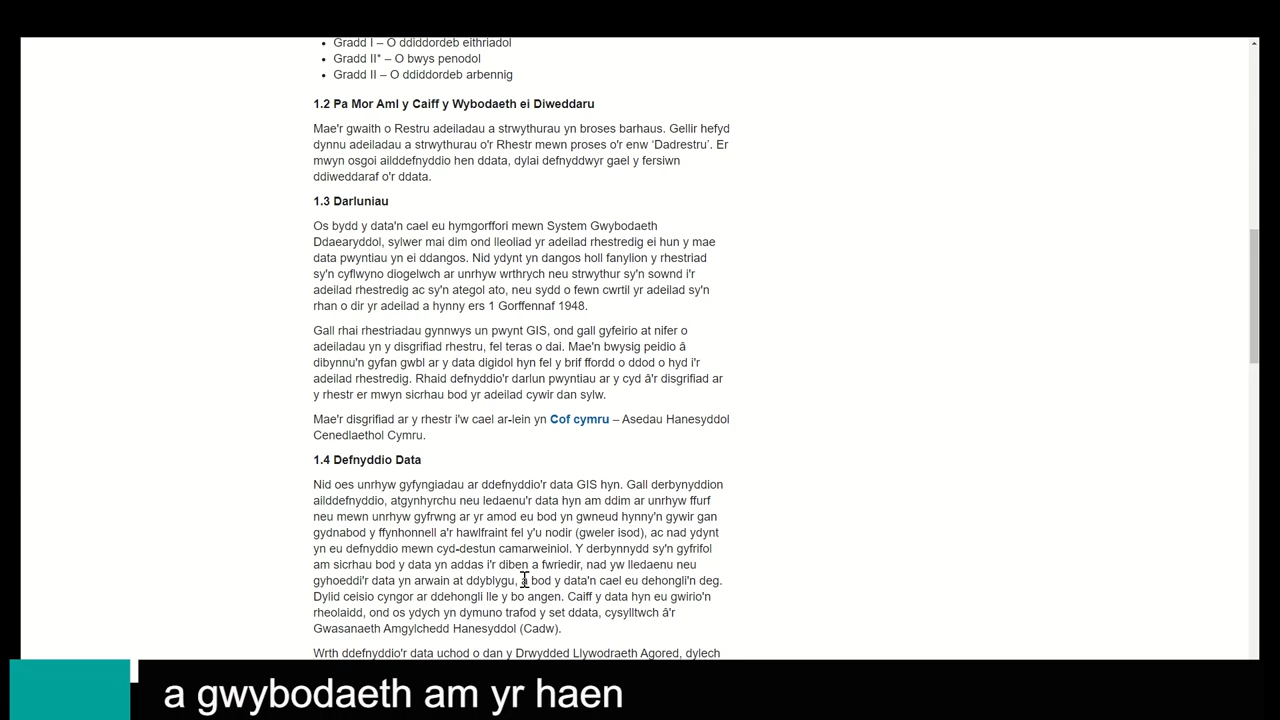 Gradd I – O ddiddordeb eithriadol
Gradd II* – O bwys penodol
Gradd II – O ddiddordeb arbennig
1.2 Pa Mor Aml y Caiff y Wybodaeth ei Diweddaru
Mae'r gwaith o Restru adeiladau a strwythurau yn broses barhaus. Gellir hefyd
dynnu adeiladau a strwythurau o'r Rhestr mewn proses o'r enw ‘Dadrestru’. Er
mwyn osgoi ailddefnyddio hen ddata, dylai defnyddwyr gael y fersiwn
ddiweddaraf o'r ddata.
1.3 Darluniau
Os bydd y data'n cael eu hymgorffori mewn System Gwybodaeth
Ddaearyddol, sylwer mai dim ond lleoliad yr adeilad rhestredig ei hun y mae
data pwyntiau yn ei ddangos. Nid ydynt yn dangos holl fanylion y rhestriad
sy'n cyflwyno diogelwch ar unrhyw wrthrych neu strwythur sy'n sownd i'r
adeilad rhestredig ac sy'n ategol ato, neu sydd o fewn cwrtil yr adeilad sy'n
rhan o dir yr adeilad a hynny ers 1 Gorffennaf 1948.
Gall rhai rhestriadau gynnwys un pwynt GIS, ond gall gyfeirio at nifer o
adeiladau yn y disgrifiad rhestru, fel teras o dai. Mae'n bwysig peidio â
dibynnu'n gyfan gwbl ar y data digidol hyn fel y brif ffordd o ddod o hyd i'r
adeilad rhestredig. Rhaid defnyddio'r darlun pwyntiau ar y cyd â'r disgrifiad ar
y rhestr er mwyn sicrhau bod yr adeilad cywir dan sylw.
Mae'r disgrifiad ar y rhestr i'w cael ar-lein yn Cof cymru – Asedau Hanesyddol
Cenedlaethol Cymru.
1.4 Defnyddio Data
Nid oes unrhyw gyfyngiadau ar ddefnyddio'r data GIS hyn. Gall derbynyddion
ailddefnyddio, atgynhyrchu neu ledaenu'r data hyn am ddim ar unrhyw ffurf
neu mewn unrhyw gyfrwng ar yr amod eu bod yn gwneud hynny'n gywir gan
gydnabod y ffynhonnell a'r hawlfraint fel y'u nodir (gweler isod), ac nad ydynt
yn eu defnyddio mewn cyd-destun camarweiniol. Y derbynnydd sy'n gyfrifol
am sicrhau bod y data yn addas i'r diben a fwriedir, nad yw lledaenu neu
gyhoeddi'r data yn arwain at ddyblygu, a bod y data'n cael eu dehongli'n deg.
Dylid ceisio cyngor ar ddehongli lle y bo angen. Caiff y data hyn eu gwirio'n
rheolaidd, ond os ydych yn dymuno trafod y set ddata, cysylltwch â'r
Gwasanaeth Amgylchedd Hanesyddol (Cadw).
Wrth ddefnyddio'r data uchod o dan y Drwydded Llywodraeth Agored, dylech
a gwybodaeth am yr haen